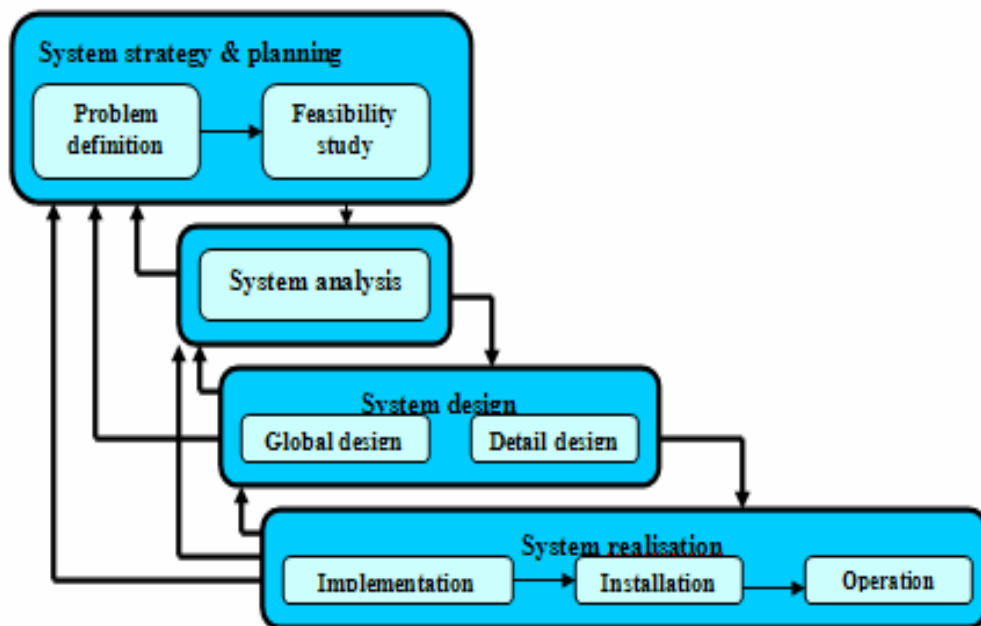 System strategy & planning
Problem
definition
Feasibility
study
System analysis
System design
Global design
Detail design
System realisation
Implementation
Installation
Operation